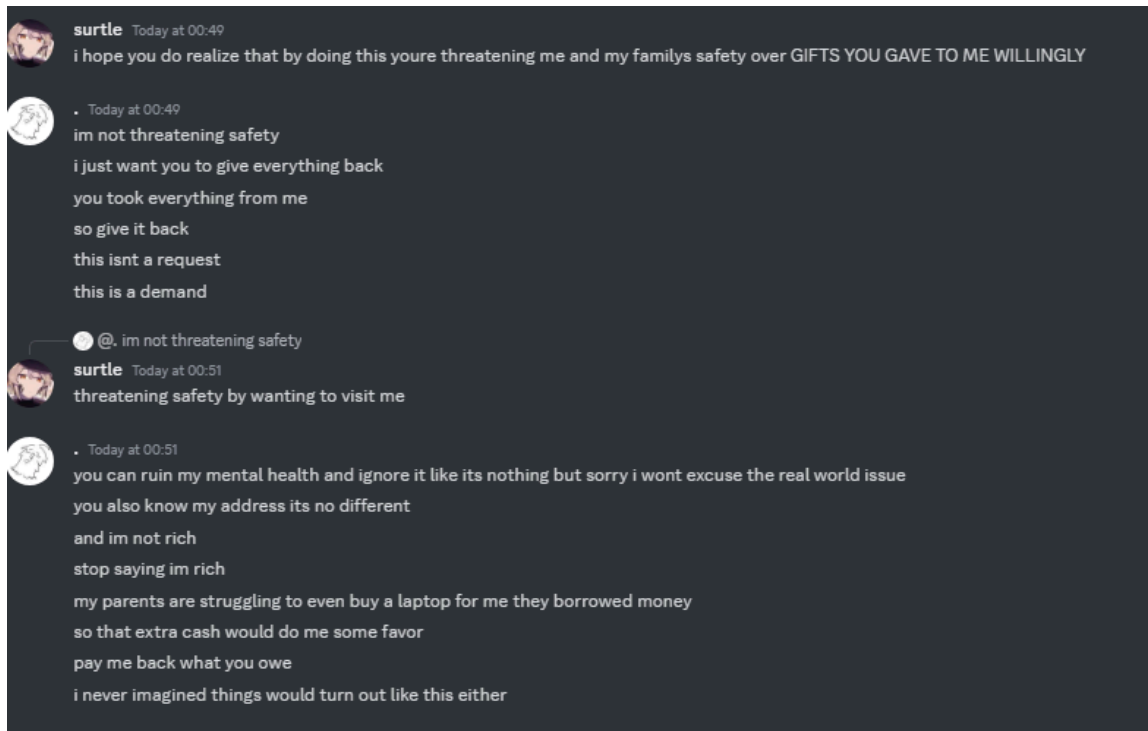 surtle Today at 00:49
i hope you do realize that by doing this youre threatening me and my familys safety over GIFTS YOU GAVE TO ME WILLINGLY
. Today at 00:49
im not threatening safety
i just want you to give everything back
you took everything from me
so give it back
this isnt a request
this is a demand
@. im not threatening safety
surtle Today at 00:51
threatening safety by wanting to visit me
. Today at 00:51
you can ruin my mental health and ignore it like its nothing but sorry i wont excuse the real world issue
you also know my address its no different
and im not rich
stop saying im rich
my parents are struggling to even buy a laptop for me they borrowed money
so that extra cash would do me some favor
pay me back what you owe
i never imagined things would turn out like this either